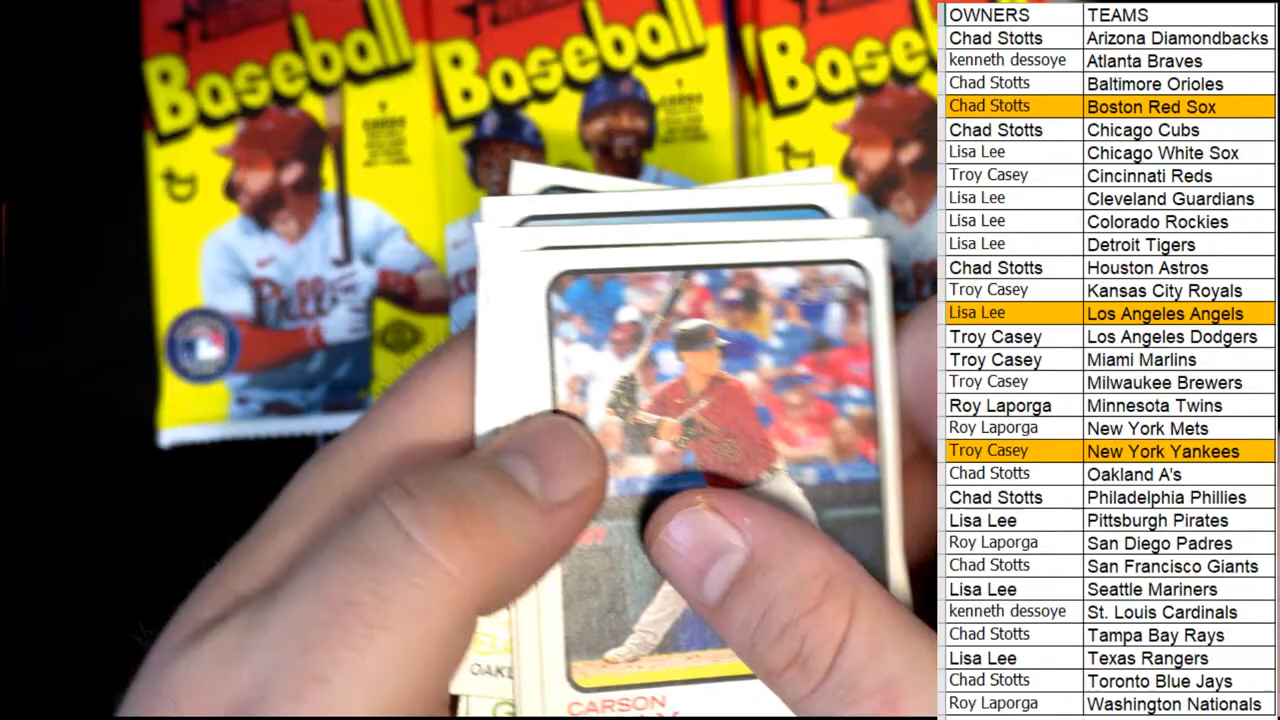 Baseball
Baseball
Baseball
OWNERS TEAMS
Chad Stotts Arizona Diamondbacks
kenneth dessoye Atlanta Braves
Chad Stotts Baltimore Orioles
Chad Stotts Boston Red Sox
Chad Stotts Chicago Cubs
Lisa Lee Chicago White Sox
Troy Casey Cincinnati Reds
Lisa Lee Cleveland Guardians
Lisa Lee Colorado Rockies
Lisa Lee Detroit Tigers
Chad Stotts Houston Astros
Troy Casey Kansas City Royals
Lisa Lee Los Angeles Angels
Troy Casey Los Angeles Dodgers
Troy Casey Miami Marlins
Troy Casey Milwaukee Brewers
Roy Laporga Minnesota Twins
Roy Laporga New York Mets
Troy Casey New York Yankees
Chad Stotts Oakland A's
Chad Stotts Philadelphia Phillies
Lisa Lee Pittsburgh Pirates
Roy Laporga San Diego Padres
Chad Stotts San Francisco Giants
Lisa Lee Seattle Mariners
kenneth dessoye St. Louis Cardinals
Chad Stotts Tampa Bay Rays
Lisa Lee Texas Rangers
Chad Stotts Toronto Blue Jays
Roy Laporga Washington Nationals
OAKL
CARSON